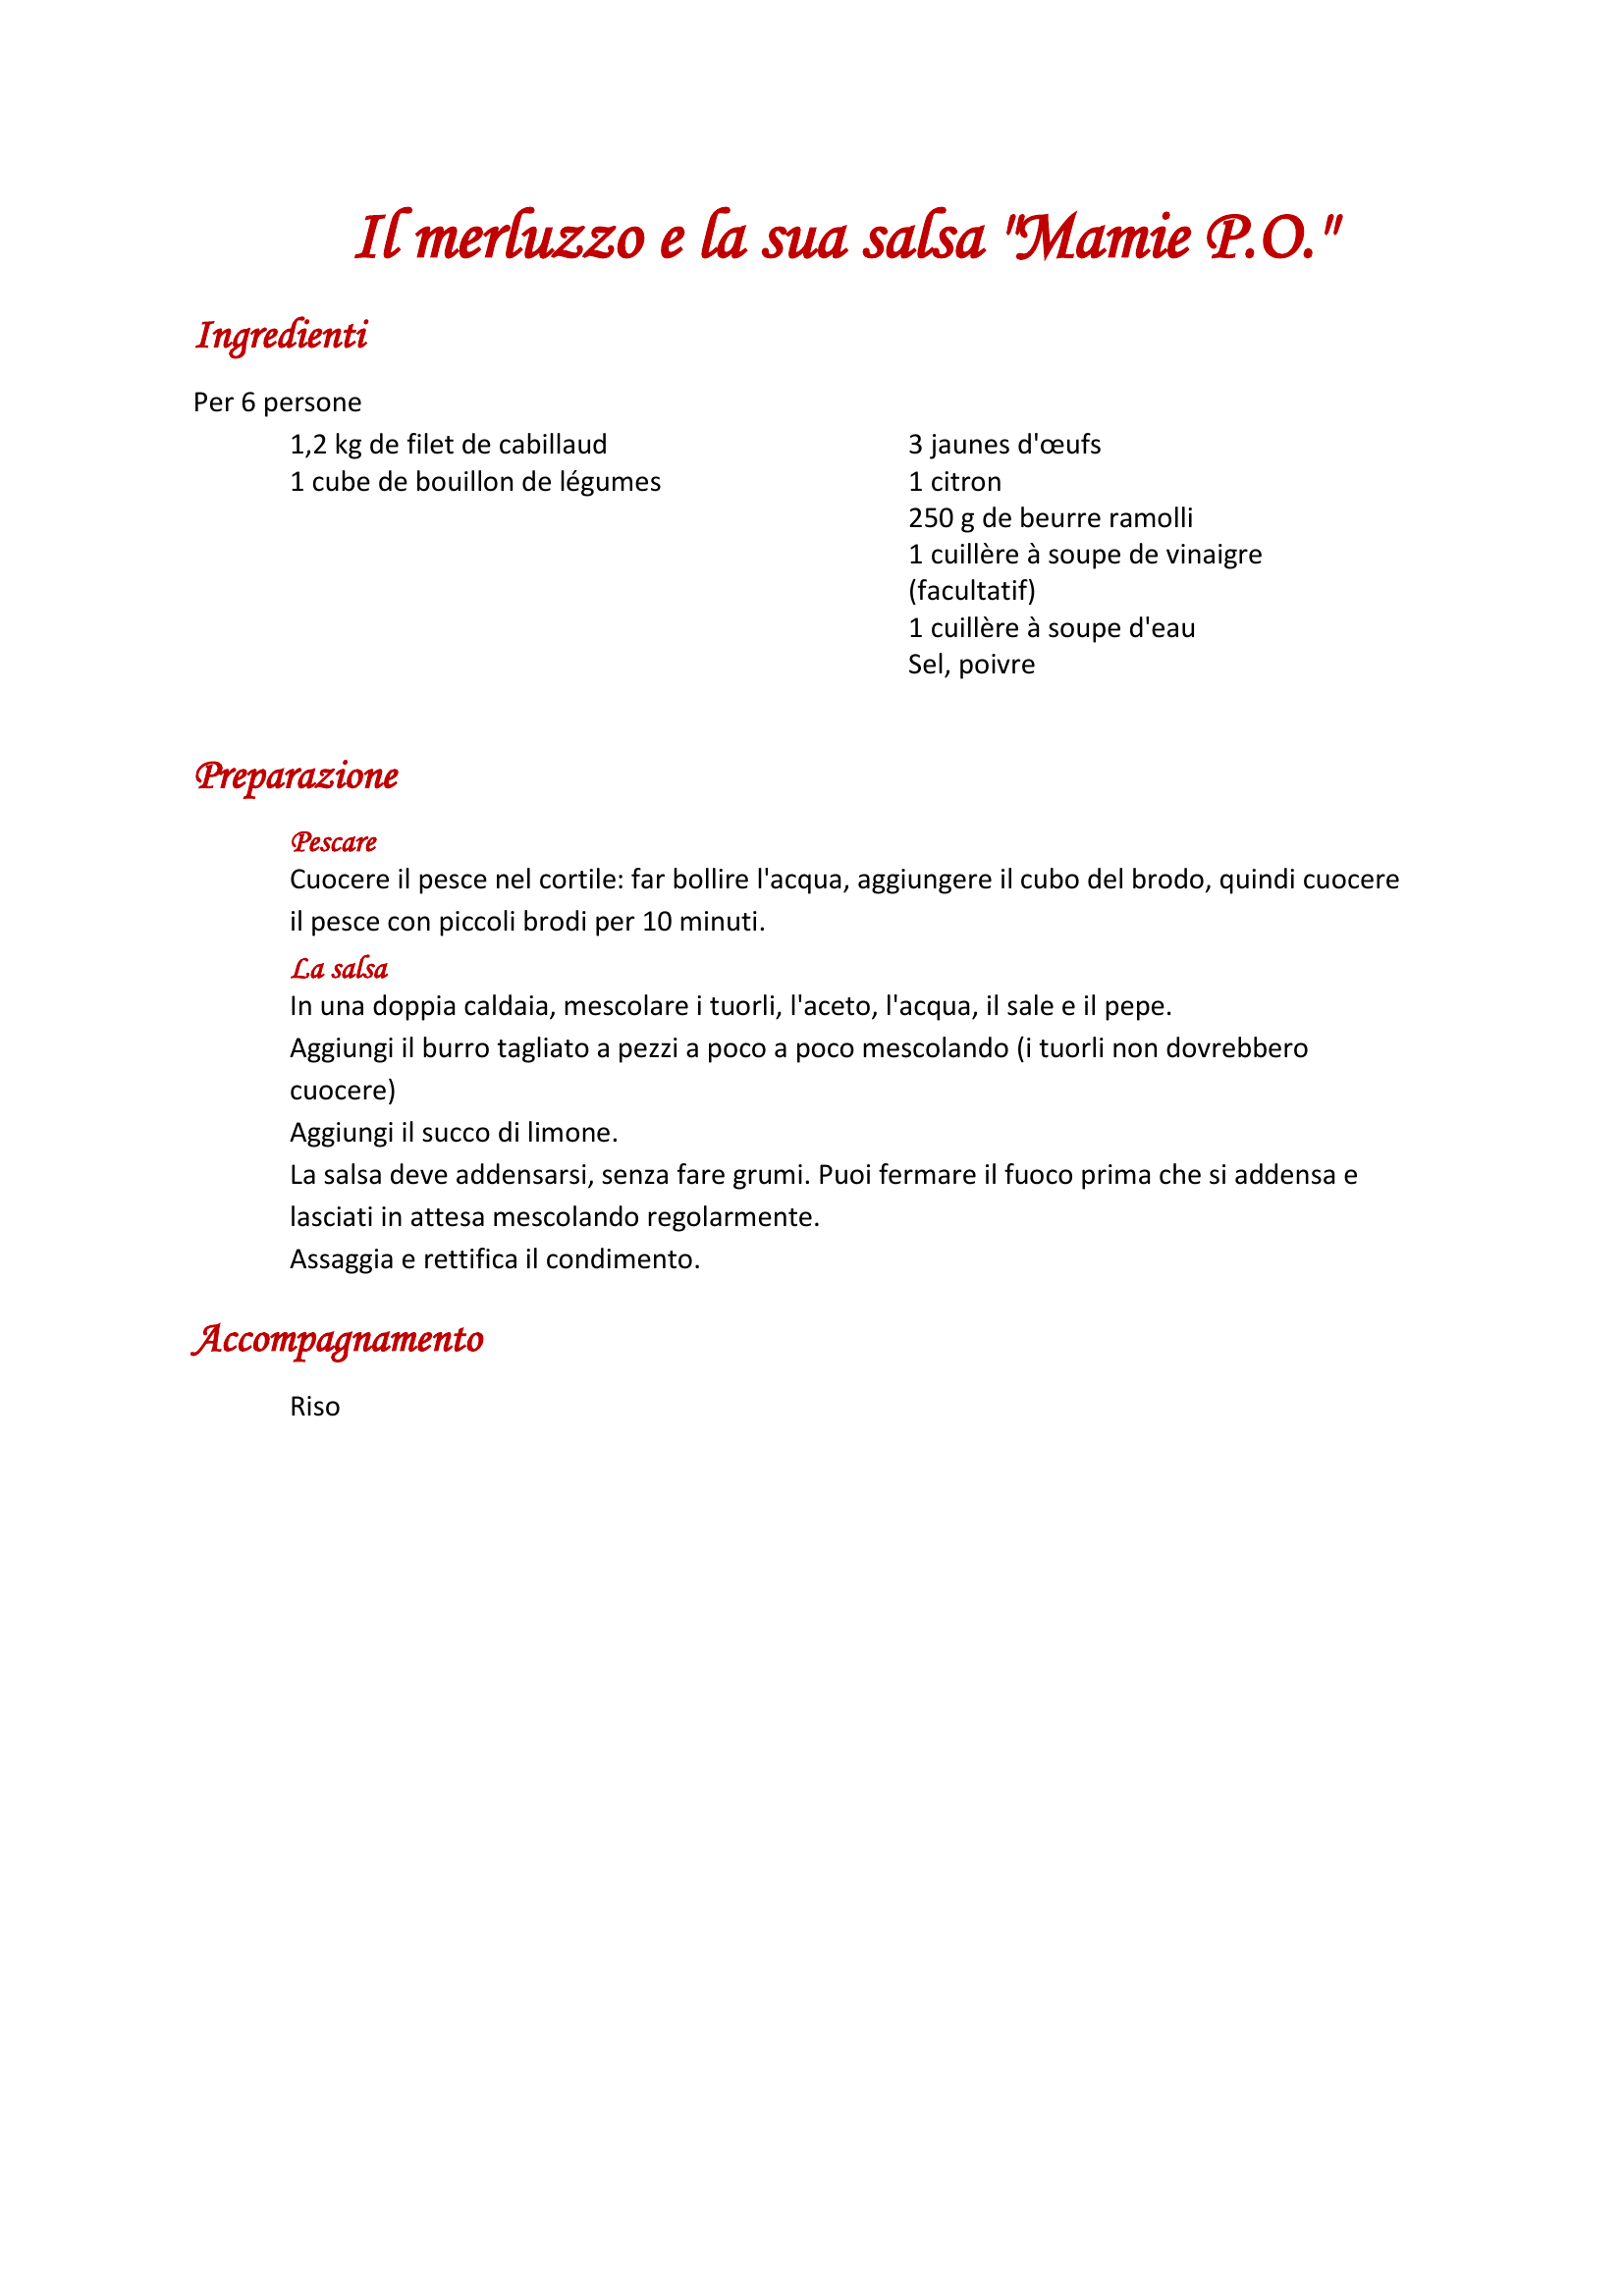 Il merluzzo e la sua salsa "Mamie P.O."
Ingredienti
Per 6 persone
1,2 kg de filet de cabillaud
1 cube de bouillon de légumes
3 jaunes d'œufs
1 citron
250 g de beurre ramolli
1 cuillère à soupe de vinaigre
(facultatif)
1 cuillère à soupe d'eau
Sel, poivre
Preparazione
Pescare
Cuocere il pesce nel cortile: far bollire l'acqua, aggiungere il cubo del brodo, quindi cuocere
il pesce con piccoli brodi per 10 minuti.
La salsa
In una doppia caldaia, mescolare i tuorli, l'aceto, l'acqua, il sale e il pepe.
Aggiungi il burro tagliato a pezzi a poco a poco mescolando (i tuorli non dovrebbero
cuocere)
Aggiungi il succo di limone.
La salsa deve addensarsi, senza fare grumi. Puoi fermare il fuoco prima che si addensa e
lasciati in attesa mescolando regolarmente.
Assaggia e rettifica il condimento.
Accompagnamento
Riso